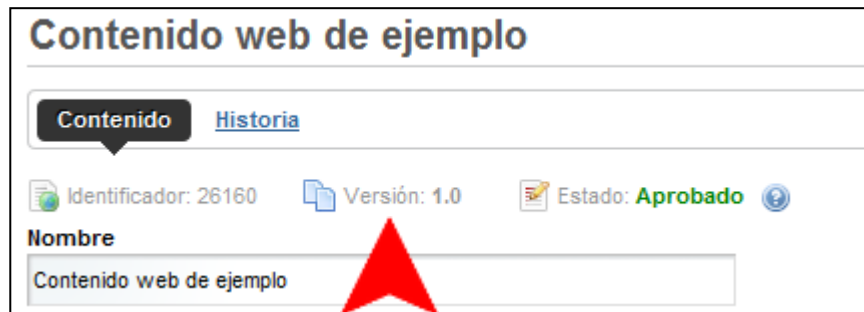 Contenido web de ejemplo
Contenido Historia
Identificador: 26160 Versión: 1.0 Estado: Aprobado
Nombre
Contenido web de ejemplo